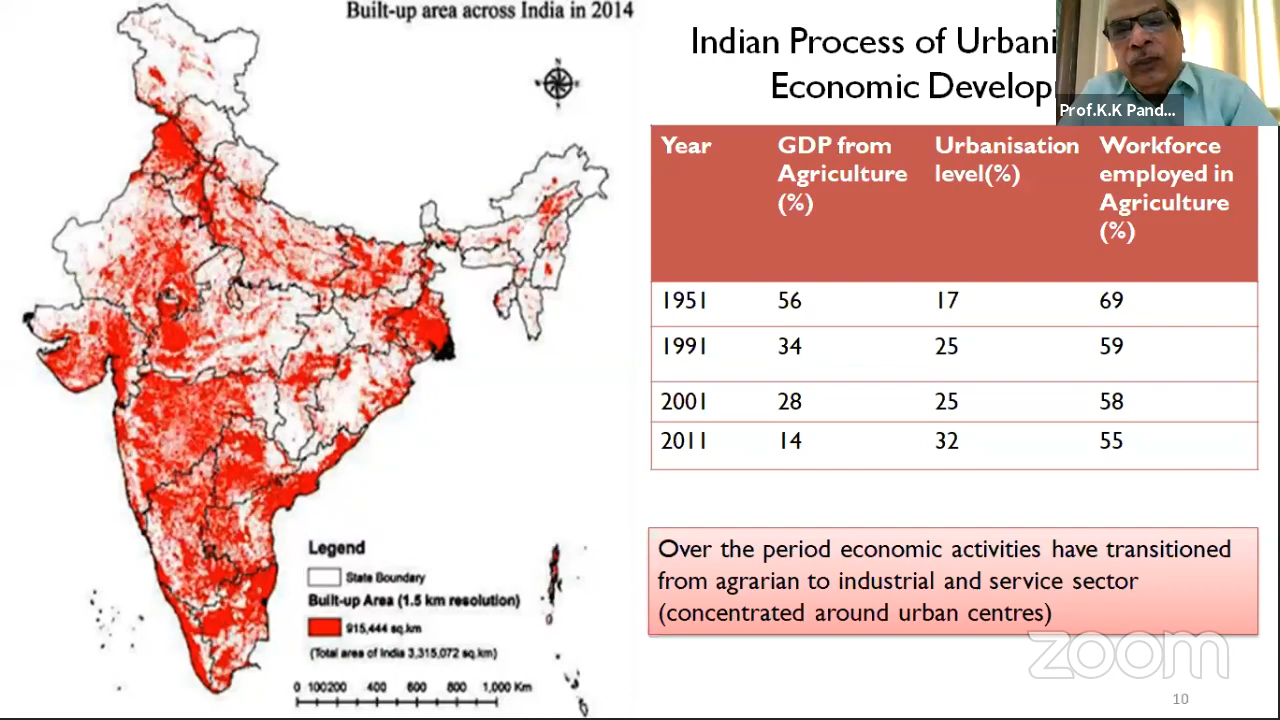 Built-up area across India in 2014
N
Legend
State Boundary
Built-up Area (1.5 km resolution)
915,444 sq.km
(Total area of India 3,315,072 sq.km)
0 100200 400 600 800 1,000 Km
Indian Process of Urbani
Economic Develop
Prof.K.K Pand...
Year GDP from Agriculture (%) Urbanisation level(%) Workforce employed in Agriculture (%)
1951 56 17 69
1991 34 25 59
2001 28 25 58
2011 14 32 55
Over the period economic activities have transitioned
from agrarian to industrial and service sector
(concentrated around urban centres)
zoom
10